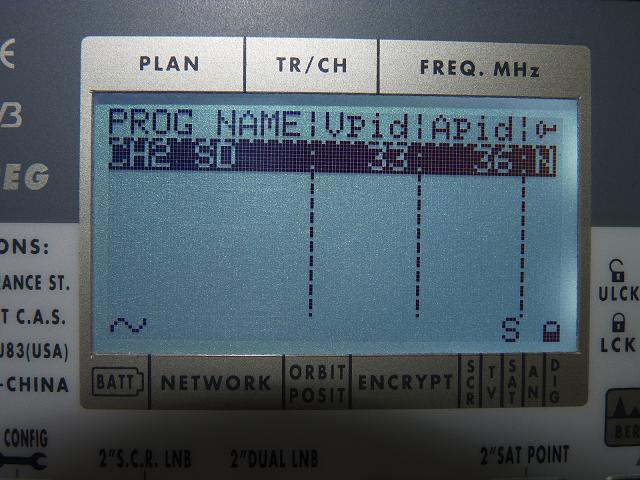 PLAN TR/CH FREQ. MHz
PROG NAME Vpid APid
33 36 N
S
BATT NETWORK ORBIT POSIT ENCRYPT SCR TV SAT AN DIG
EG
ONS:
ANCE ST.
T C.A.S.
J83(USA)
-CHINA
ULCK
LCK
BER
CONFIG
2"S.C.R. LNB 2"DUAL LNB 2"SAT POINT